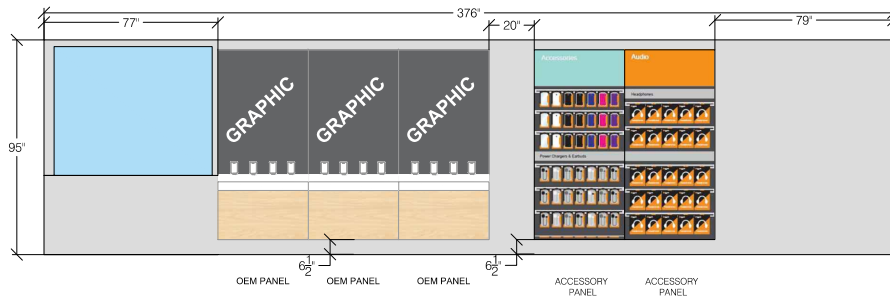 376"
77"
20"
79"
95"
GRAPHIC
GRAPHIC
GRAPHIC
Accessories
Audio
Headphones
Power Chargers & Earbuds
6 1/2"
6 1/2"
OEM PANEL
OEM PANEL
OEM PANEL
ACCESSORY
PANEL
ACCESSORY
PANEL